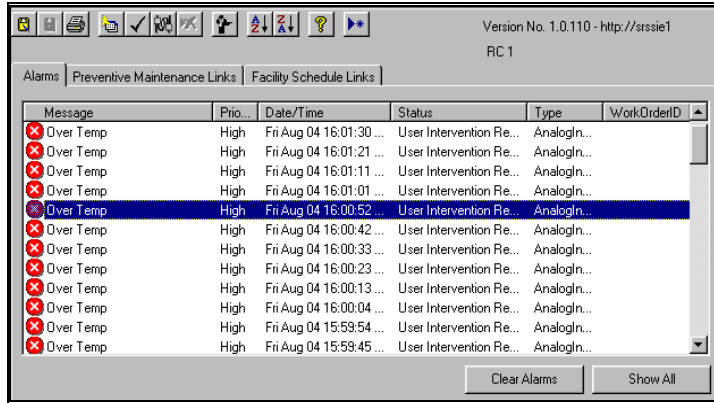 Version No. 1.0.110 - http://srssie1
RC 1
Alarms Preventive Maintenance Links Facility Schedule Links
Message Prio... Date/Time Status Type WorkOrderID
Over Temp High Fri Aug 04 16:01:30 ... User Intervention Re... AnalogIn...
Over Temp High Fri Aug 04 16:01:21 ... User Intervention Re... AnalogIn...
Over Temp High Fri Aug 04 16:01:11 ... User Intervention Re... AnalogIn...
Over Temp High Fri Aug 04 16:01:01 ... User Intervention Re... AnalogIn...
Over Temp High Fri Aug 04 16:00:52 ... User Intervention Re... AnalogIn...
Over Temp High Fri Aug 04 16:00:42 ... User Intervention Re... AnalogIn...
Over Temp High Fri Aug 04 16:00:33 ... User Intervention Re... AnalogIn...
Over Temp High Fri Aug 04 16:00:23 ... User Intervention Re... AnalogIn...
Over Temp High Fri Aug 04 16:00:13 ... User Intervention Re... AnalogIn...
Over Temp High Fri Aug 04 16:00:04 ... User Intervention Re... AnalogIn...
Over Temp High Fri Aug 04 15:59:54 ... User Intervention Re... AnalogIn...
Over Temp High Fri Aug 04 15:59:45 ... User Intervention Re... AnalogIn...
Clear Alarms Show All